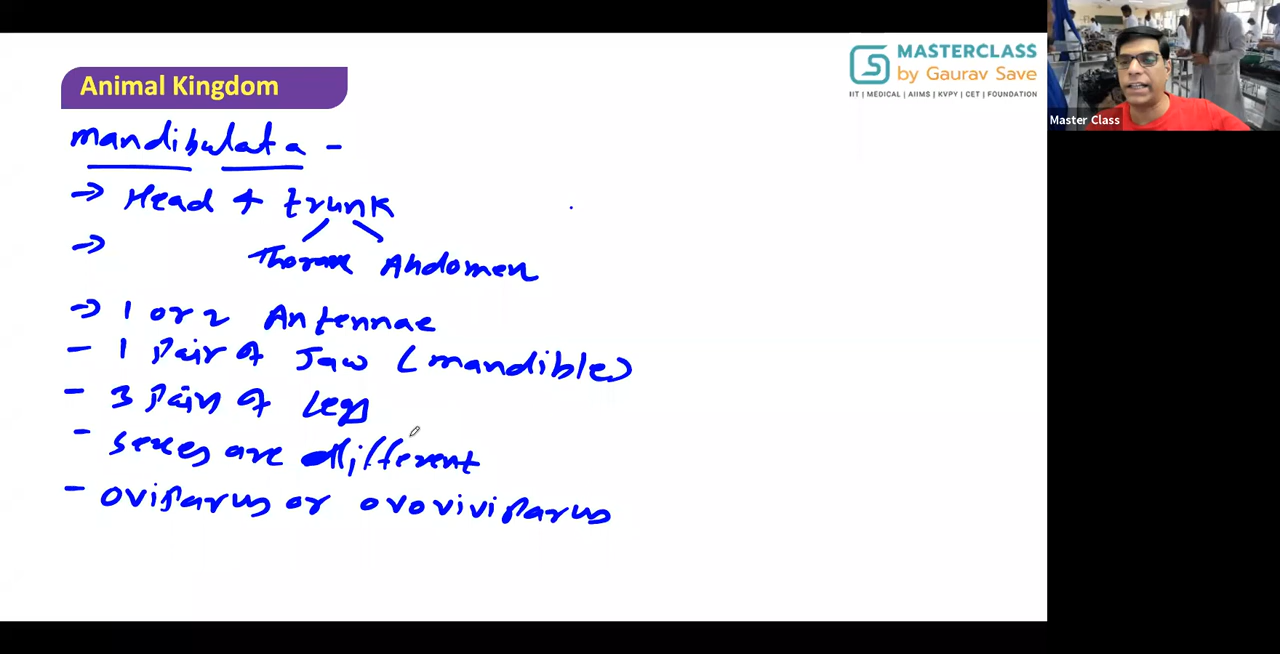 MASTERCLASS
by Gaurav Save
IIT | MEDICAL | AIIMS | KVPY | CET | FOUNDATION
Master Class
Animal Kingdom
mandibulata -
→ Head + trunk
→ Thorax Abdomen
→ 1 or 2 Antennae
- 1 Pair of Jaw (mandible)
- 3 Pair of Leg
- Sexes are different
- oviparus or ovoviviparus